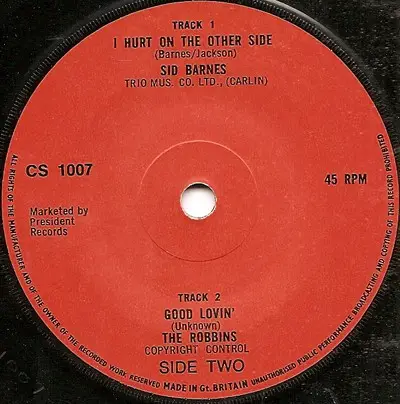 TRACK 1
I HURT ON THE OTHER SIDE
(Barnes/Jackson)
SID BARNES
TRIO MUS. CO. LTD., (CARLIN)
CS 1007
45 RPM
Marketed by
President
Records
TRACK 2
GOOD LOVIN'
(Unknown)
THE ROBBINS
COPYRIGHT CONTROL
SIDE TWO
ALL RIGHTS OF THE MANUFACTURER AND OF THE OWNER OF THE RECORDED WORK RESERVED MADE IN Gt. BRITAIN UNAUTHORISED PUBLIC PERFORMANCE BROADCASTING AND COPYING OF THIS RECORD PROHIBITED